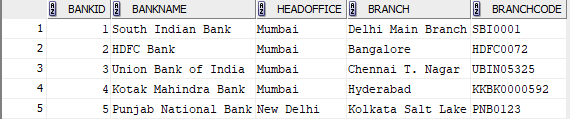 BANKID BANKNAME HEADOFFICE BRANCH BRANCHCODE
1 1 South Indian Bank Mumbai Delhi Main Branch SBI0001
2 2 HDFC Bank Mumbai Bangalore HDFC0072
3 3 Union Bank of India Mumbai Chennai T. Nagar UBIN05325
4 4 Kotak Mahindra Bank Mumbai Hyderabad KKBK0000592
5 5 Punjab National Bank New Delhi Kolkata Salt Lake PNB0123